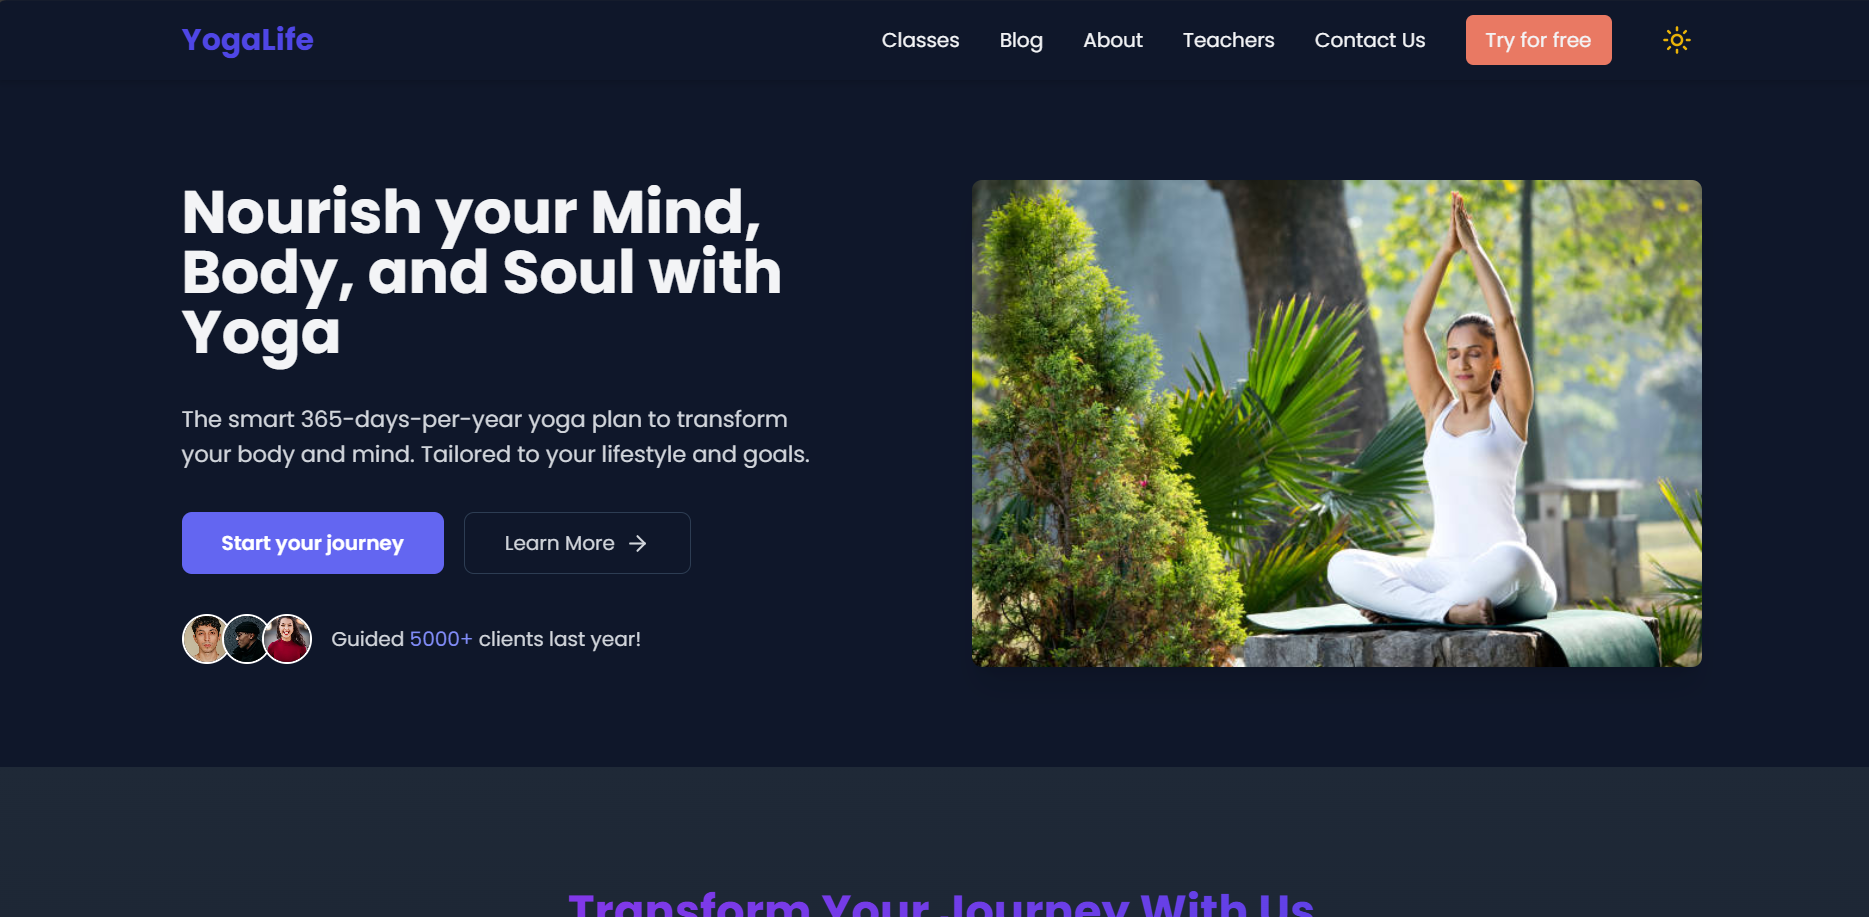 YogaLife
Classes
Blog
About
Teachers
Contact Us
Try for free
Nourish your Mind,
Body, and Soul with
Yoga
The smart 365-days-per-year yoga plan to transform
your body and mind. Tailored to your lifestyle and goals.
Start your journey
Learn More
Guided 5000+ clients last year!
Transform Your Journey With Us